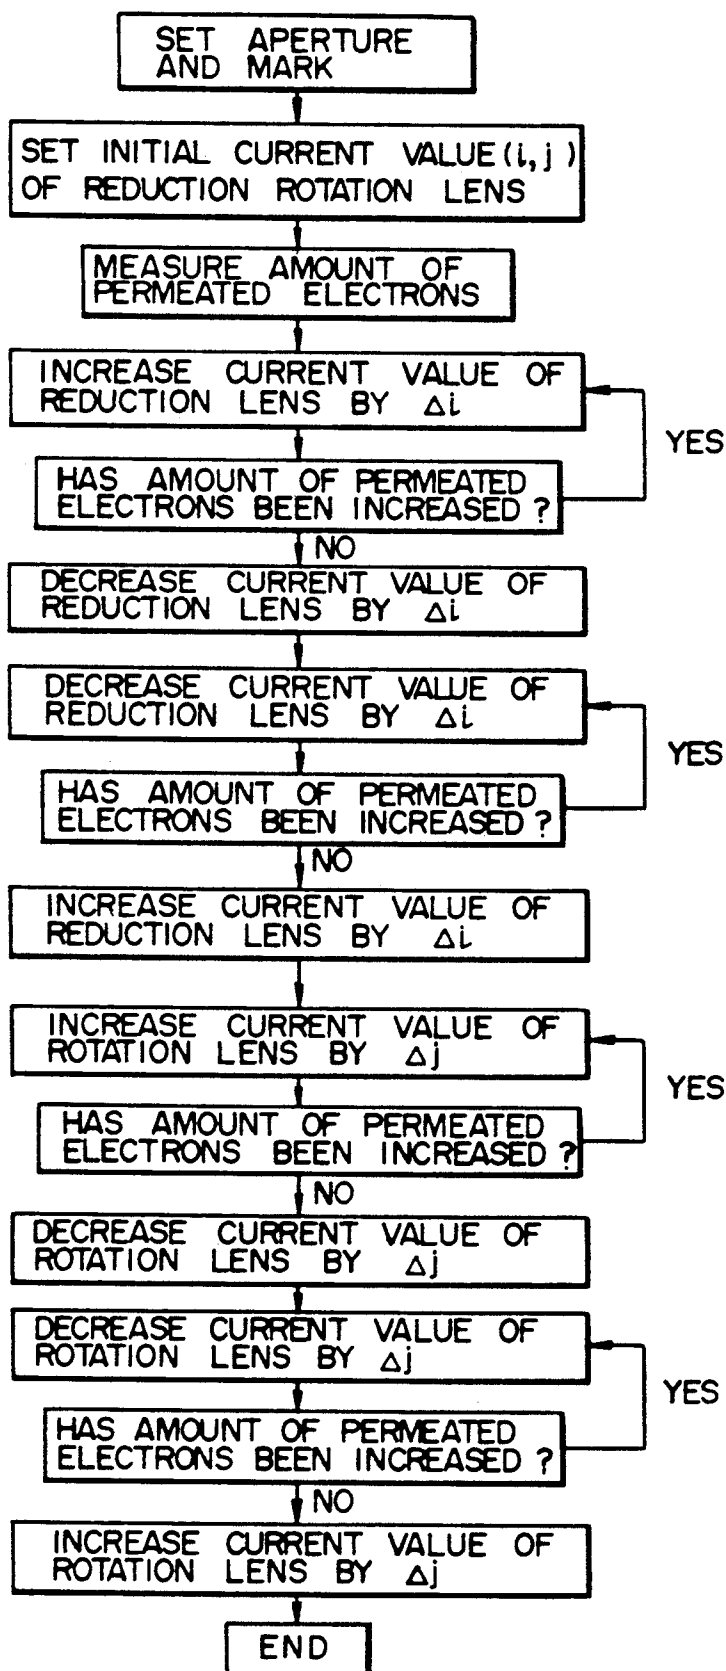 SET APERTURE
AND MARK
SET INITIAL CURRENT VALUE (i, j)
OF REDUCTION ROTATION LENS
MEASURE AMOUNT OF
PERMEATED ELECTRONS
INCREASE CURRENT VALUE OF
REDUCTION LENS BY Δi
YES
HAS AMOUNT OF PERMEATED
ELECTRONS BEEN INCREASED ?
NO
DECREASE CURRENT VALUE OF
REDUCTION LENS BY Δi
DECREASE CURRENT VALUE OF
REDUCTION LENS BY Δi
YES
HAS AMOUNT OF PERMEATED
ELECTRONS BEEN INCREASED ?
NO
INCREASE CURRENT VALUE OF
REDUCTION LENS BY Δi
INCREASE CURRENT VALUE OF
ROTATION LENS BY Δj
YES
HAS AMOUNT OF PERMEATED
ELECTRONS BEEN INCREASED ?
NO
DECREASE CURRENT VALUE OF
ROTATION LENS BY Δj
DECREASE CURRENT VALUE OF
ROTATION LENS BY Δj
YES
HAS AMOUNT OF PERMEATED
ELECTRONS BEEN INCREASED ?
NO
INCREASE CURRENT VALUE OF
ROTATION LENS BY Δj
END